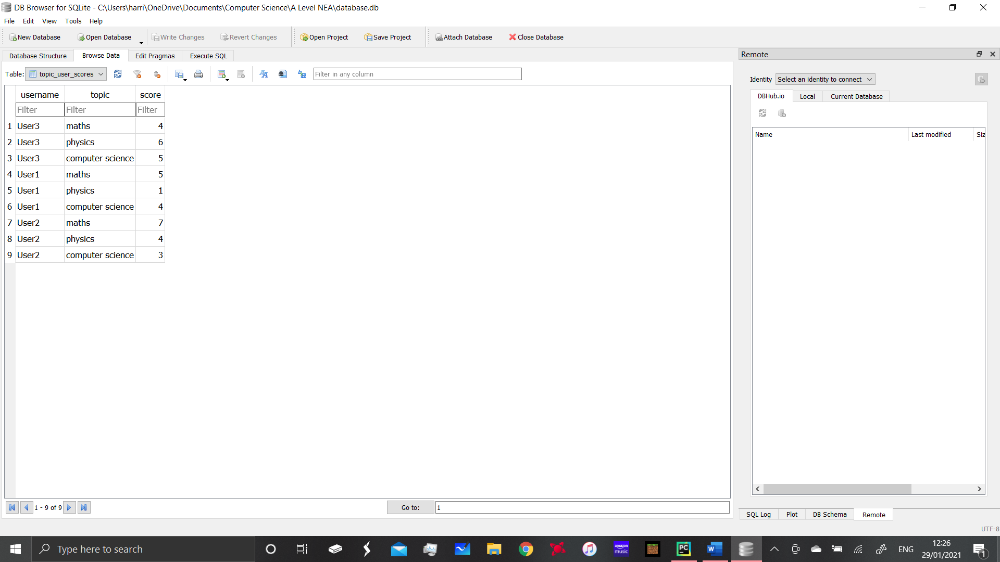 DB Browser for SQLite - C:\Users\harri\OneDrive\Documents\Computer Science\A Level NEA\database.db
File Edit View Tools Help
New Database Open Database Write Changes Revert Changes Open Project Save Project Attach Database Close Database
Database Structure Browse Data Edit Pragmas Execute SQL
Table: topic_user_scores Filter in any column
username topic score
Filter Filter Filter
1 User3 maths 4
2 User3 physics 6
3 User3 computer science 5
4 User1 maths 5
5 User1 physics 1
6 User1 computer science 4
7 User2 maths 7
8 User2 physics 4
9 User2 computer science 3
1 - 9 of 9 Go to: 1
Remote
Identity Select an identity to connect
DBHub.io Local Current Database
Name Last modified Siz
SQL Log Plot DB Schema Remote
UTF-8
Type here to search
amazon music
PC
W
ENG
12:26
29/01/2021
1